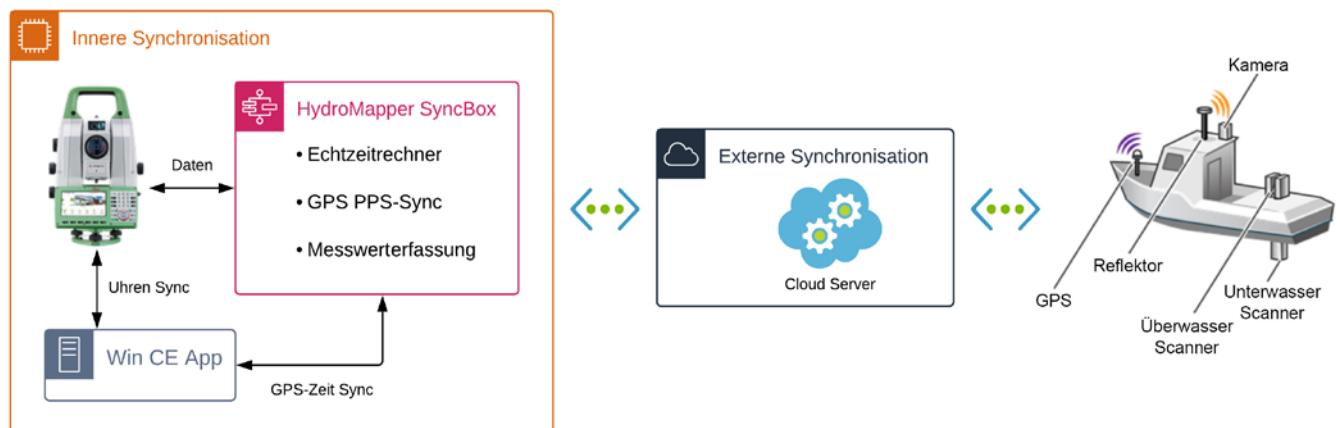 Innere Synchronisation
HydroMapper SyncBox
• Echtzeitrechner
• GPS PPS-Sync
• Messwerterfassung
Daten
Uhren Sync
Win CE App
GPS-Zeit Sync
Externe Synchronisation
Cloud Server
Kamera
Reflektor
GPS
Überwasser
Scanner
Unterwasser
Scanner